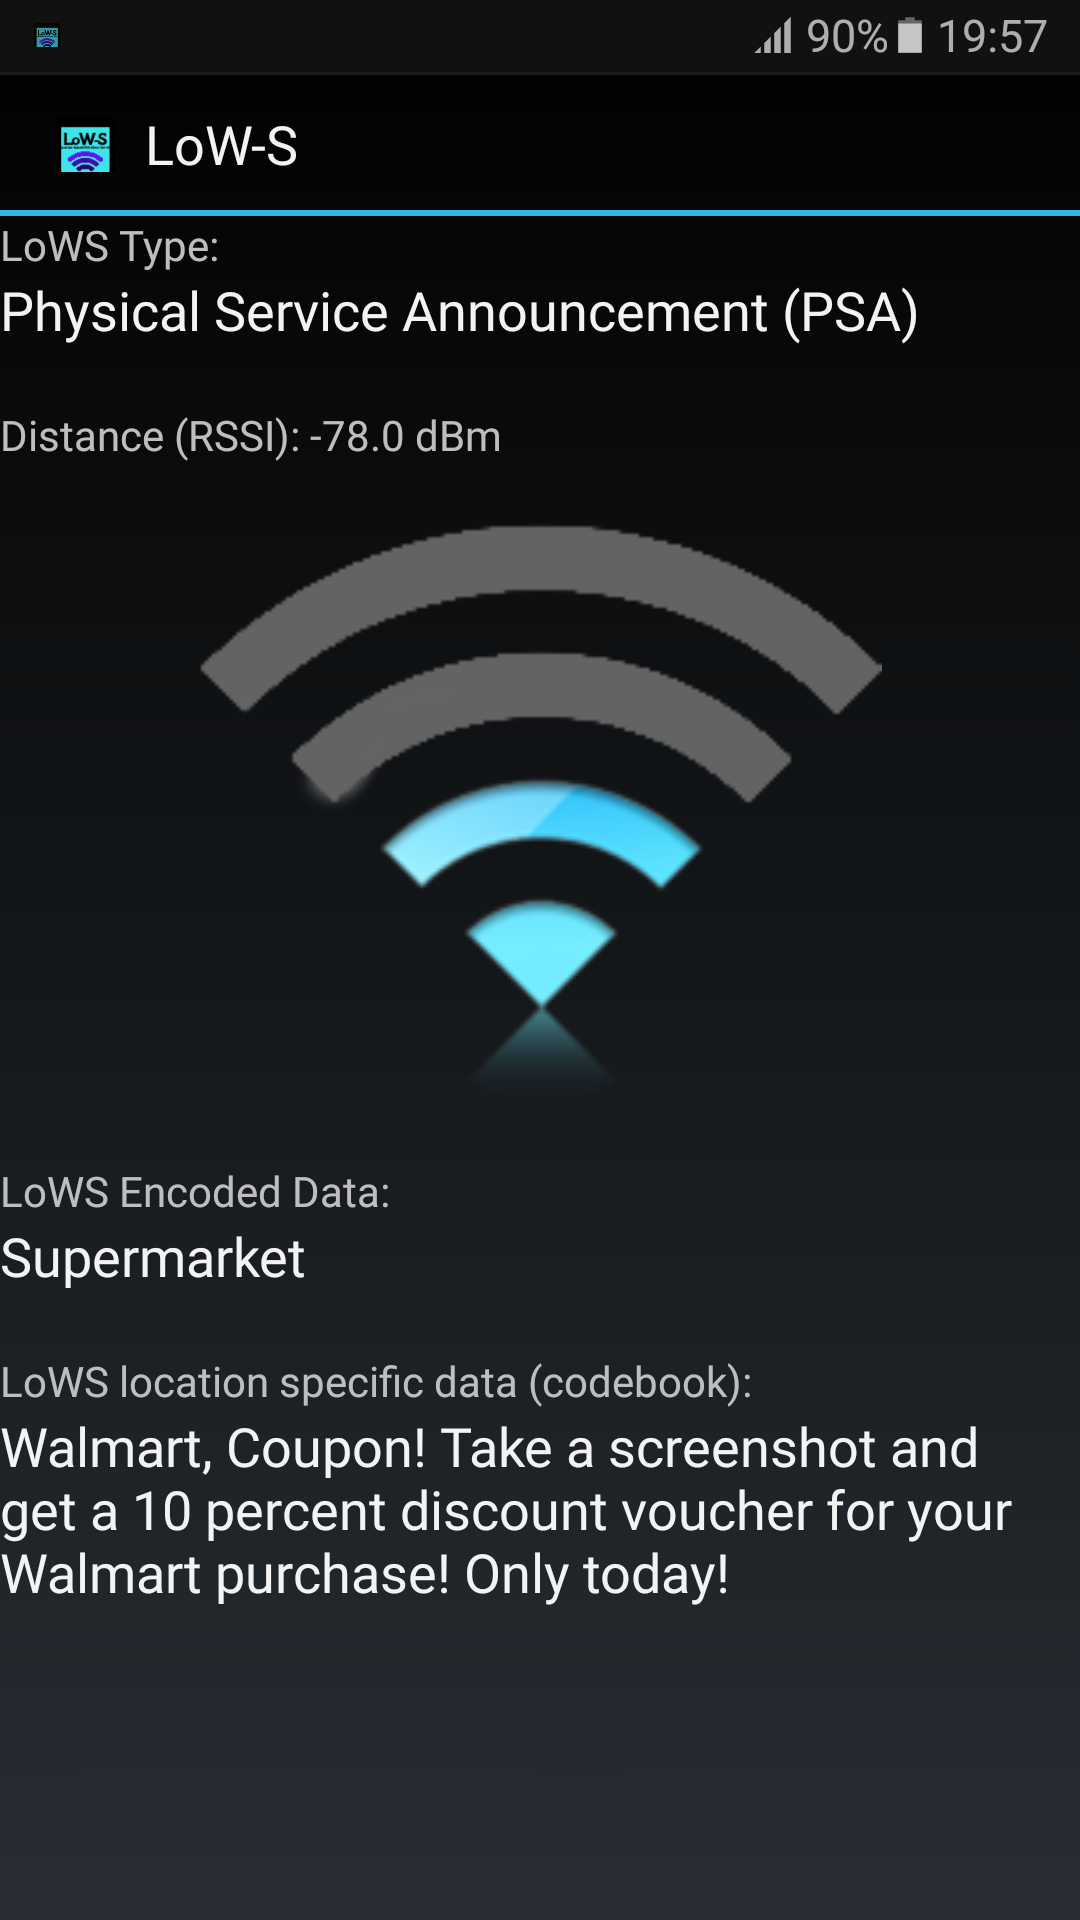 90% 19:57
LoW-S
LoW-S
LoWS Type:
Physical Service Announcement (PSA)
Distance (RSSI): -78.0 dBm
LoWS Encoded Data:
Supermarket
LoWS location specific data (codebook):
Walmart, Coupon! Take a screenshot and
get a 10 percent discount voucher for your
Walmart purchase! Only today!